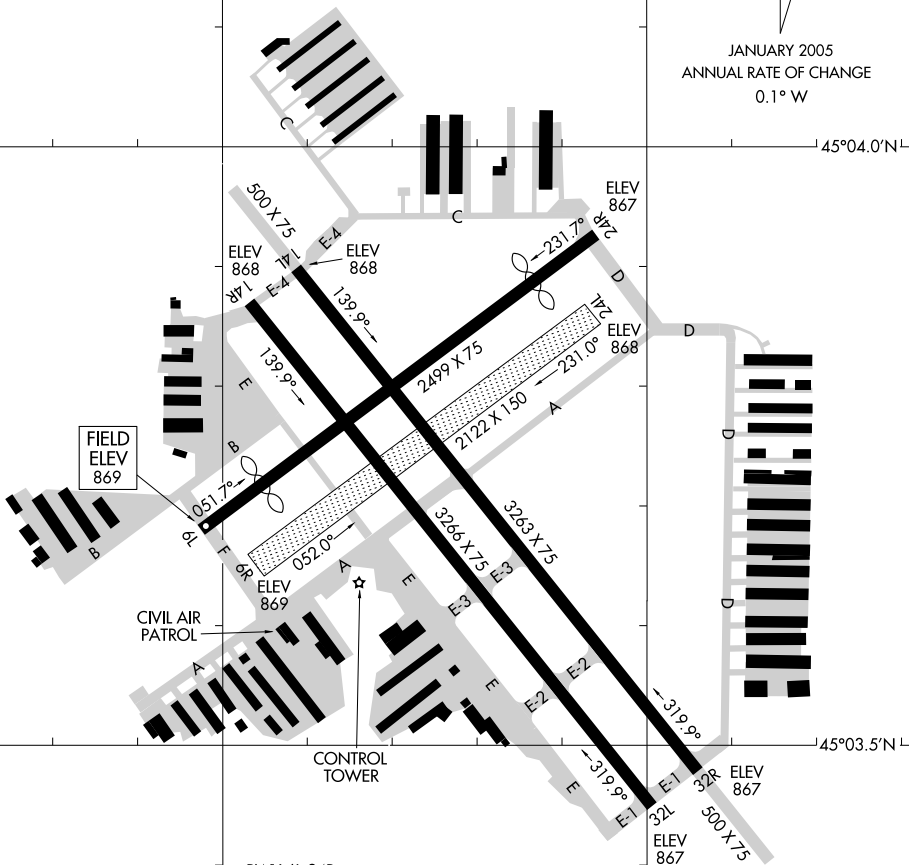 JANUARY 2005
ANNUAL RATE OF CHANGE
0.1° W
C
45°04.0'N
500 X 75
ELEV
867
24R
C
E-4
ELEV
868
14L
ELEV
868
231.7°
D
14R
E-4
139.9°
24L
ELEV
868
D
2499 X 75
139.9°
231.0°
E
A
2122 X 150
D
B
FIELD
ELEV
869
051.7°
3266 X 75
3263 X 75
6L
052.0°
B
F
6R
A
E-3
E
ELEV
869
E-3
D
CIVIL AIR
PATROL
A
E-2
E
E-2
319.9°
45°03.5'N
CONTROL
TOWER
319.9°
E
E-1
32R
ELEV
867
E-1
32L
500 X 75
ELEV
867